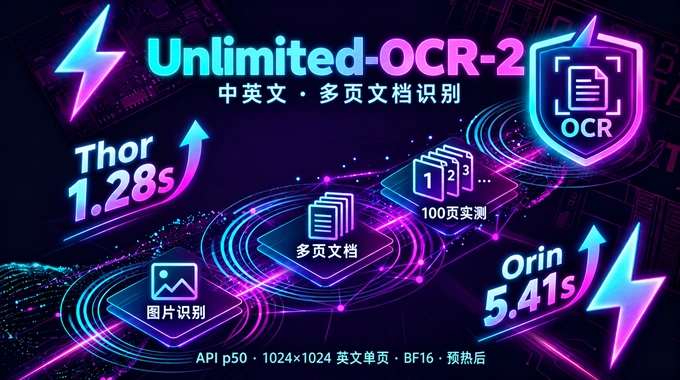 Unlimited-OCR-2
中英文 · 多页文档识别
OCR
Thor
1.28s
1 2 3 ...
100页实测
多页文档
图片识别
Orin
5.41s
API p50 · 1024×1024 英文单页 · BF16 · 预热后